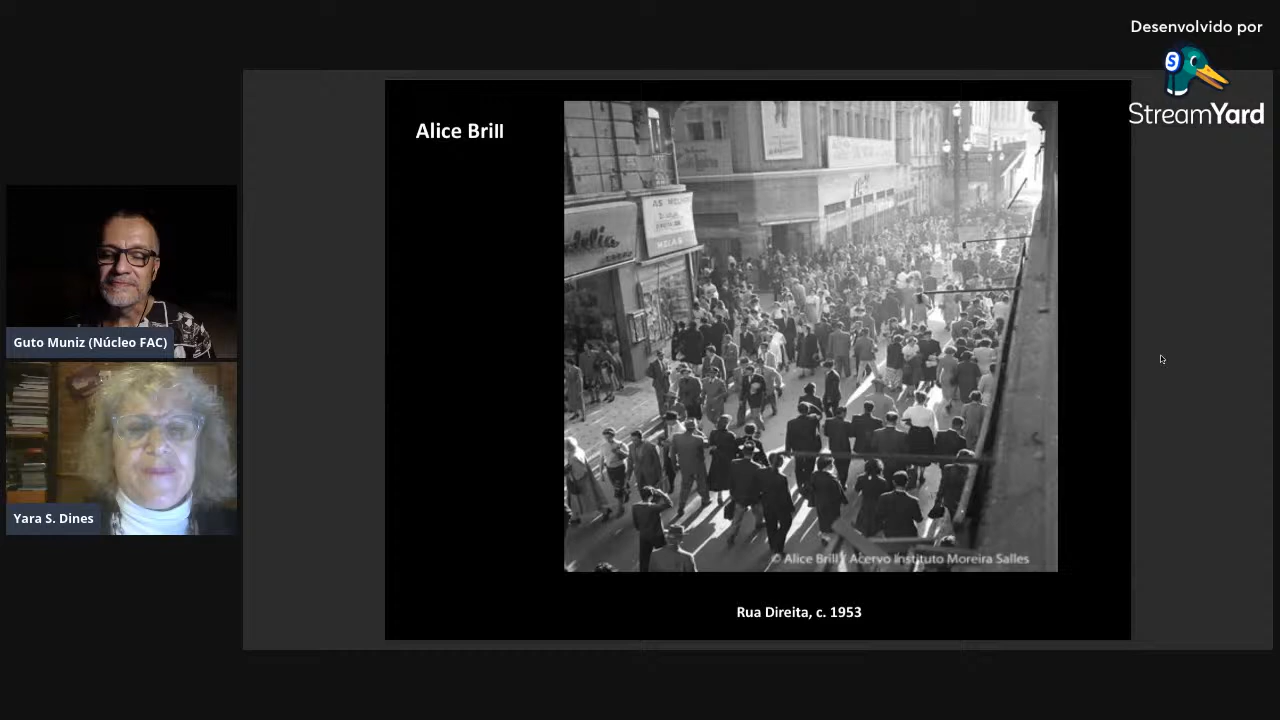 Desenvolvido por
StreamYard
Alice Brill
AS MELHORES
MEIAS
© Alice Brill / Acervo Instituto Moreira Salles
Guto Muniz (Núcleo FAC)
Yara S. Dines
Rua Direita, c. 1953